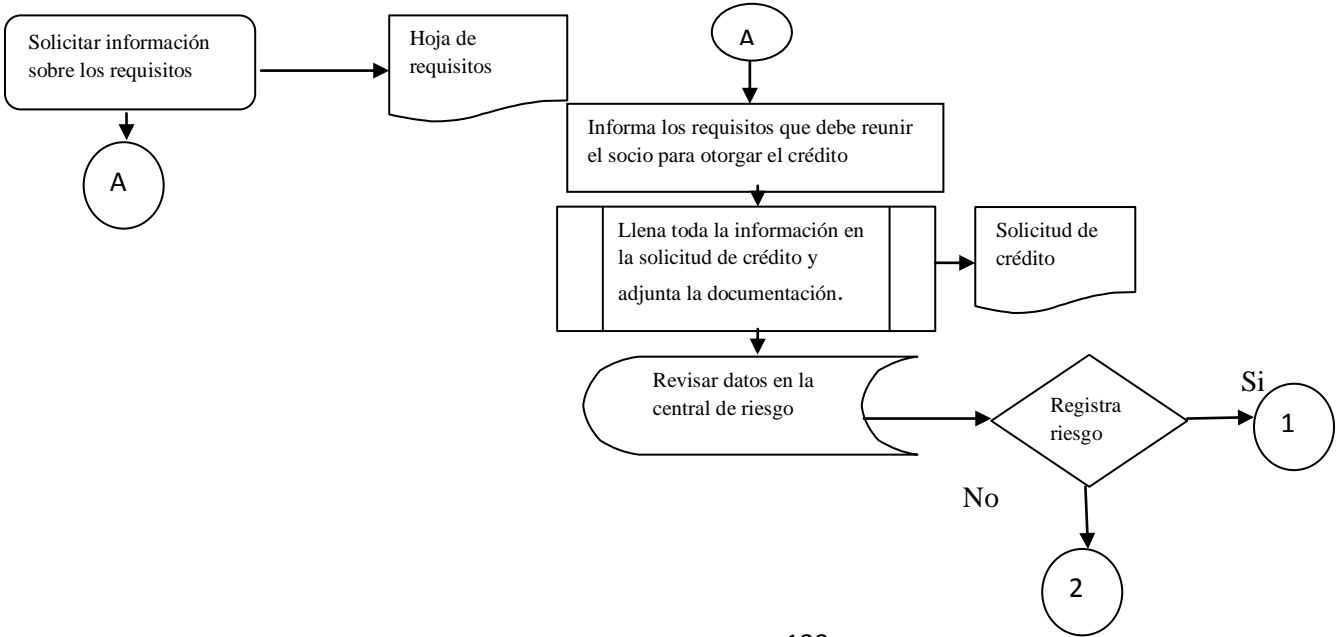 Solicitar información
sobre los requisitos
Hoja de
requisitos
A
A
Informa los requisitos que debe reunir
el socio para otorgar el crédito
Llena toda la información en
la solicitud de crédito y
adjunta la documentación.
Solicitud de
crédito
Revisar datos en la
central de riesgo
Registra
riesgo
Si
1
No
2